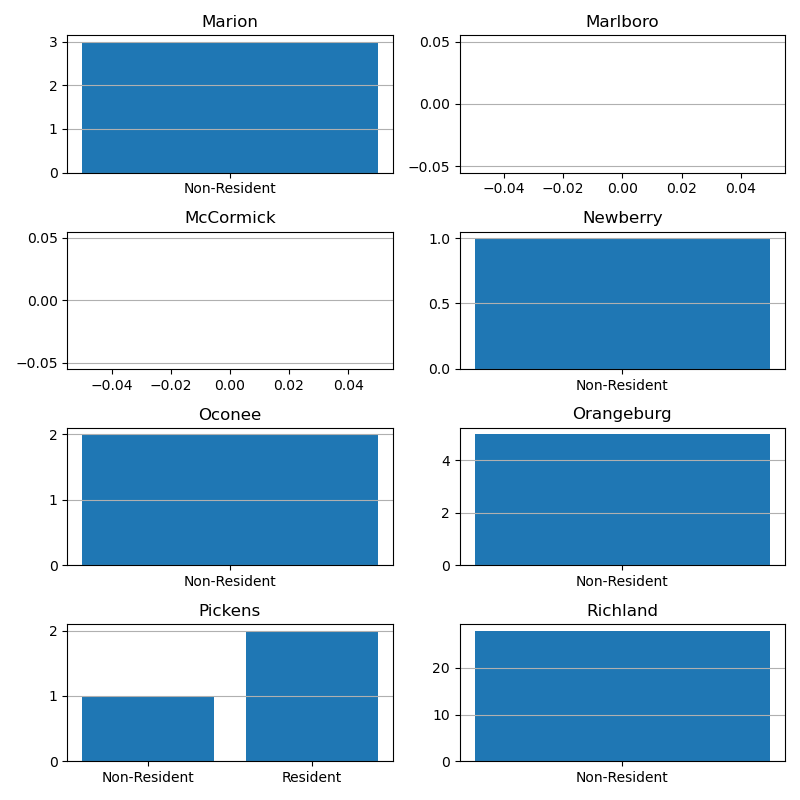 Marion
3
2
1
0
Non-Resident
Marlboro
0.05
0.00
−0.05
−0.04 −0.02 0.00 0.02 0.04
McCormick
0.05
0.00
−0.05
−0.04 −0.02 0.00 0.02 0.04
Newberry
1.0
0.5
0.0
Non-Resident
Oconee
2
1
0
Non-Resident
Orangeburg
4
2
0
Non-Resident
Pickens
2
1
0
Non-Resident Resident
Richland
20
10
0
Non-Resident